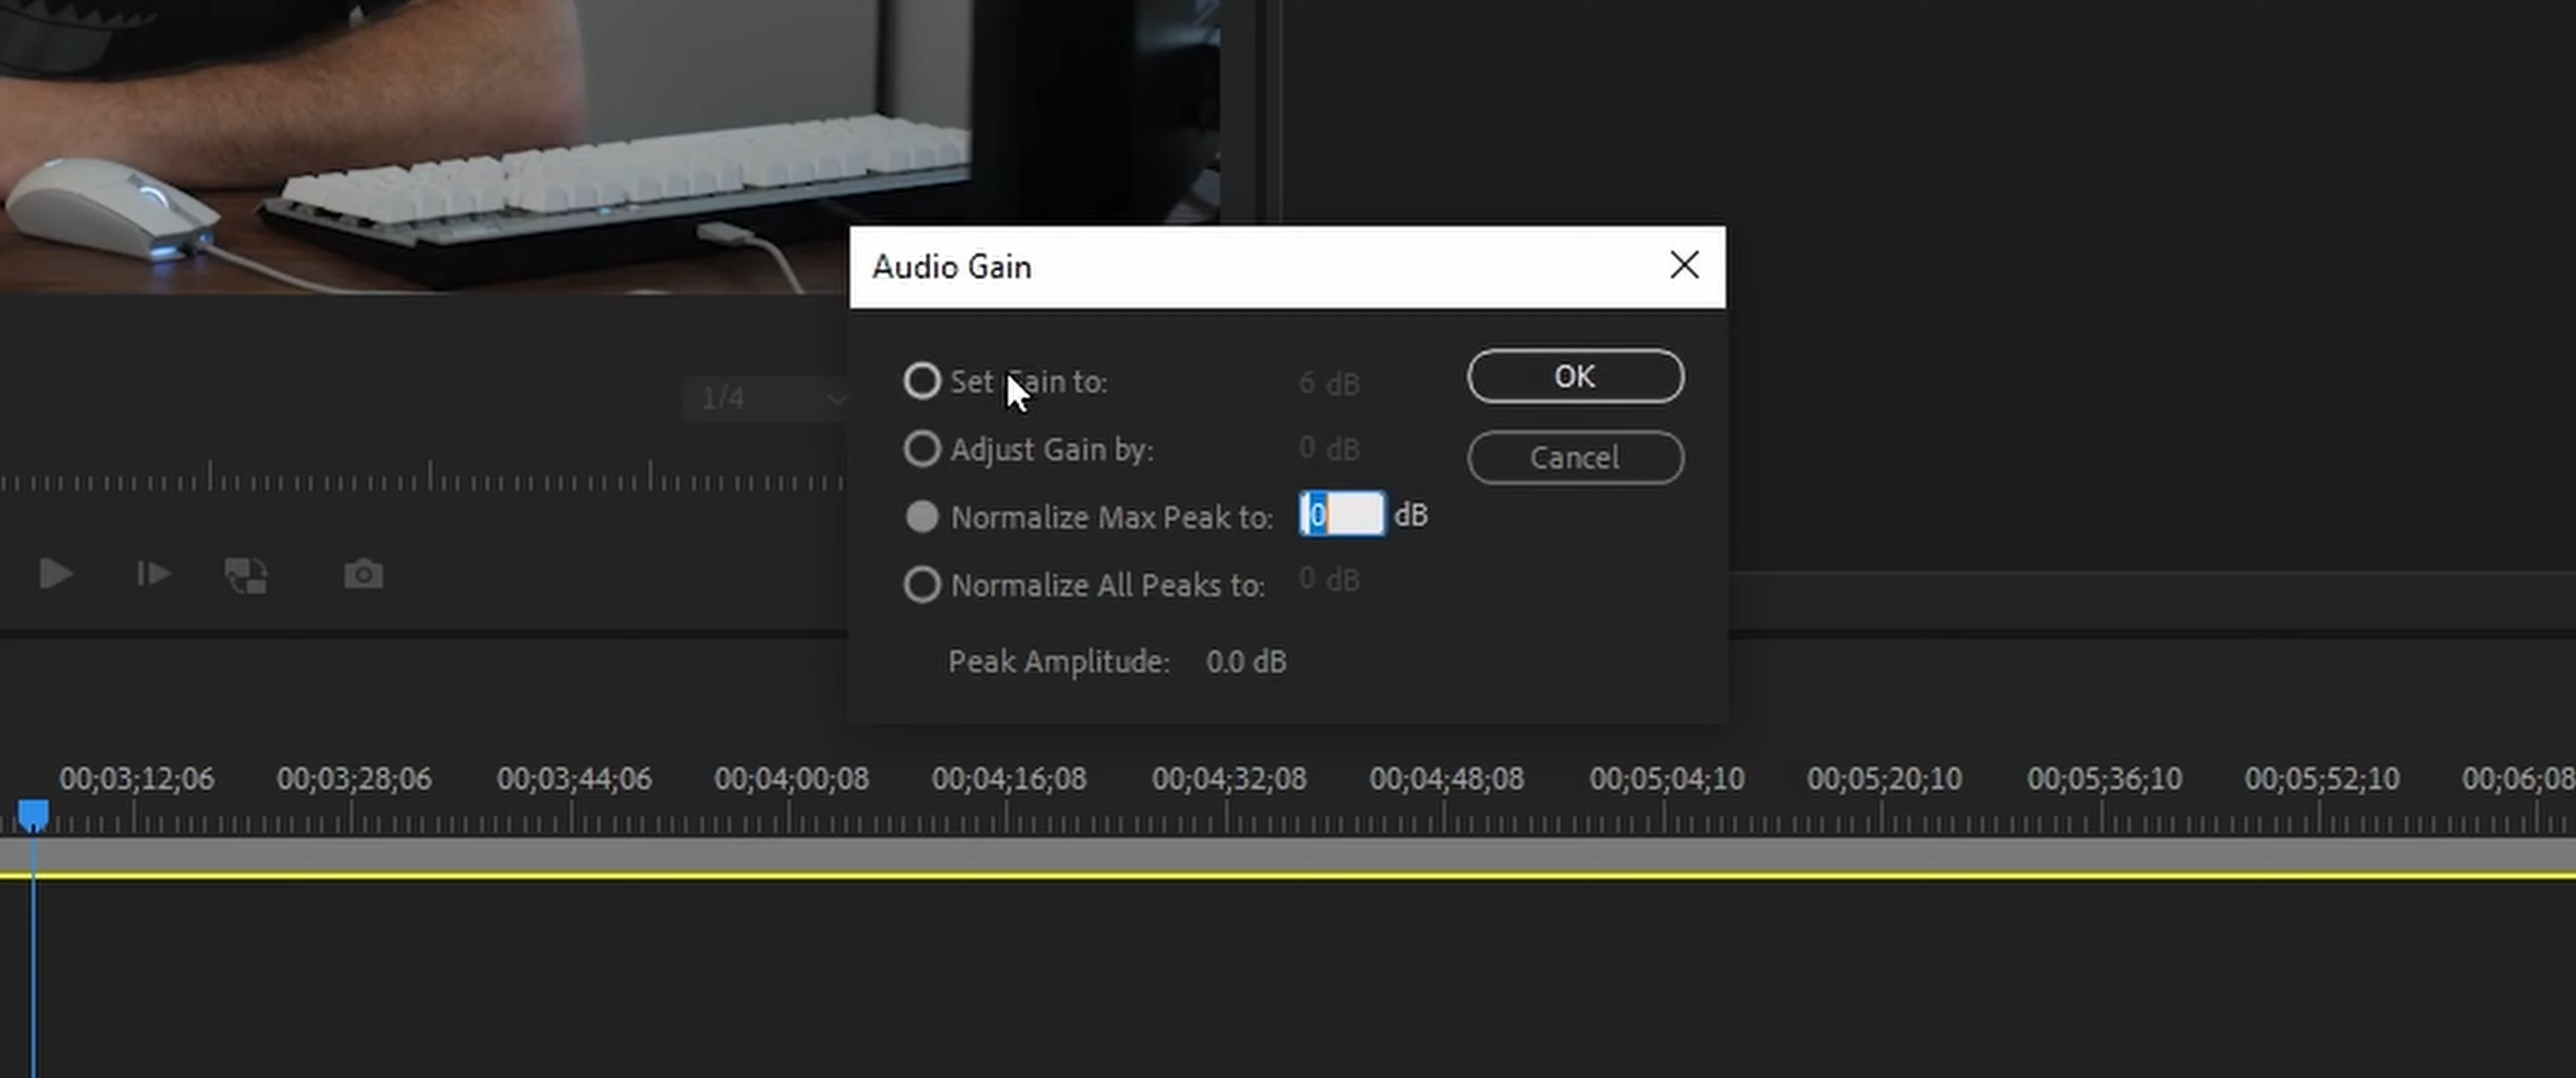 Audio Gain
Set Gain to: 6 dB
OK
1/4
Adjust Gain by: 0 dB
Cancel
Normalize Max Peak to: 0 dB
Normalize All Peaks to: 0 dB
Peak Amplitude: 0.0 dB
00;03;12;06 00;03;28;06 00;03;44;06 00;04;00;08 00;04;16;08 00;04;32;08 00;04;48;08 00;05;04;10 00;05;20;10 00;05;36;10 00;05;52;10 00;06;08